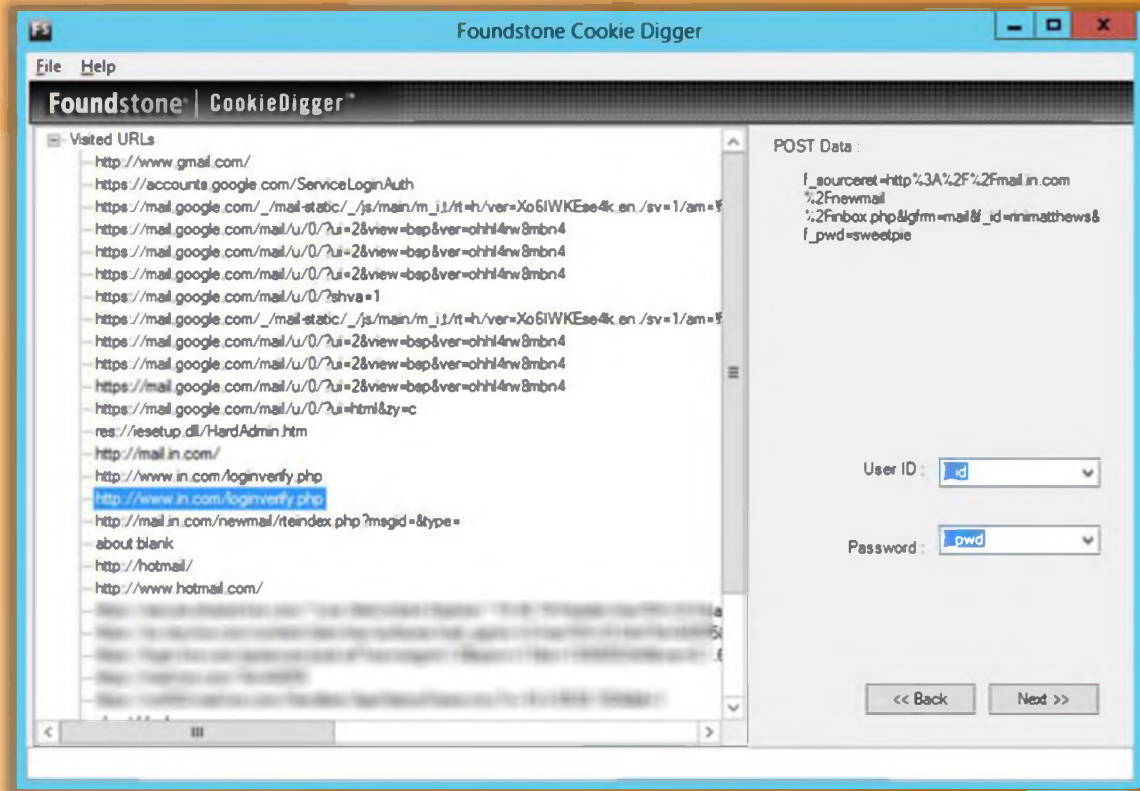 FS
Foundstone Cookie Digger
File Help
Foundstone | CookieDigger™
Visited URLs
http://www.gmail.com/
https://accounts.google.com/ServiceLoginAuth
https://mail.google.com/_/mail-static/_/js/main/m_i,t/rt=h/ver=Xo6IWKEse4k.en./sv=1/am=
https://mail.google.com/mail/u/0/?ui=2&view=bsp&ver=ohhl4rw8mbn4
https://mail.google.com/mail/u/0/?ui=2&view=bsp&ver=ohhl4rw8mbn4
https://mail.google.com/mail/u/0/?ui=2&view=bsp&ver=ohhl4rw8mbn4
https://mail.google.com/mail/u/0/?shva=1
https://mail.google.com/_/mail-static/_/js/main/m_i,t/rt=h/ver=Xo6IWKEse4k.en./sv=1/am=
https://mail.google.com/mail/u/0/?ui=2&view=bsp&ver=ohhl4rw8mbn4
https://mail.google.com/mail/u/0/?ui=2&view=bsp&ver=ohhl4rw8mbn4
https://mail.google.com/mail/u/0/?ui=2&view=bsp&ver=ohhl4rw8mbn4
https://mail.google.com/mail/u/0/?ui=html&zy=c
res://iesetup.dll/HardAdmin.htm
http://mail.in.com/
http://www.in.com/loginverify.php
http://www.in.com/loginverify.php
http://mail.in.com/newmail/rteindex.php?msgid=&type=
about:blank
http://hotmail/
http://www.hotmail.com/
POST Data :
f_sourceret=http%3A%2F%2Fmail.in.com
%2Fnewmail
%2Finbox.php&lgfrm=mail&f_id=rinimatthews&
f_pwd=sweetpie
User ID : f_id
Password : f_pwd
<< Back Next >>